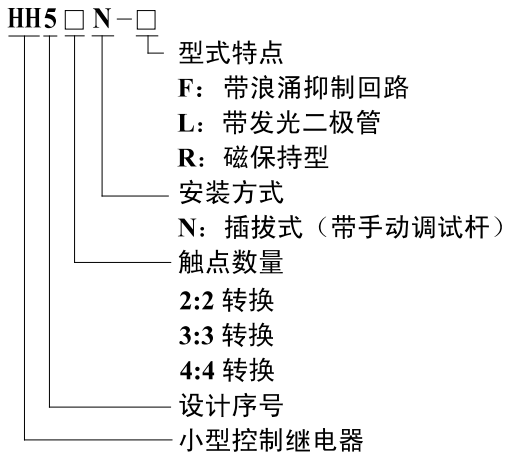 HH5□N-□
型式特点
F：带浪涌抑制回路
L：带发光二极管
R：磁保持型
安装方式
N：插拔式（带手动调试杆）
触点数量
2:2 转换
3:3 转换
4:4 转换
设计序号
小型控制继电器